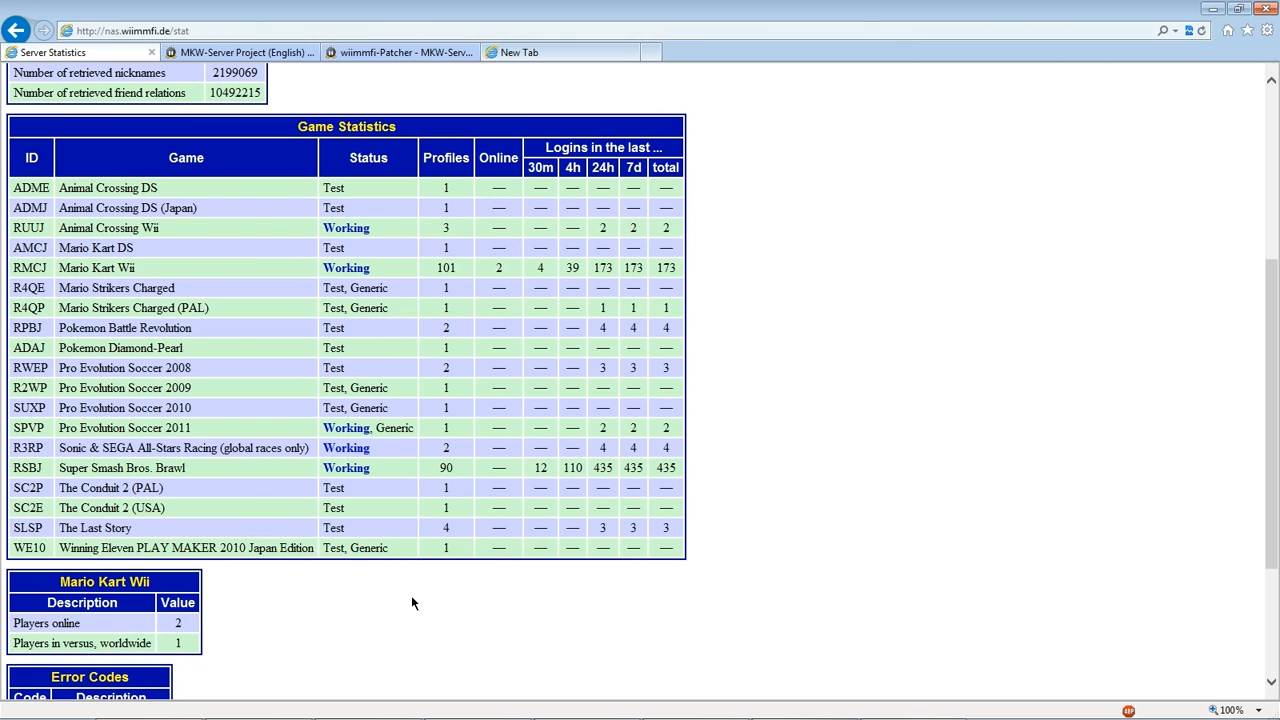 http://nas.wiimmfi.de/stat
Server Statistics
MKW-Server Project (English) ...
wiimmfi-Patcher - MKW-Serv...
New Tab
Number of retrieved nicknames 2199069
Number of retrieved friend relations 10492215
Game Statistics
ID Game Status Profiles Online Logins in the last ...
30m 4h 24h 7d total
ADME Animal Crossing DS Test 1 — — — — — —
ADMJ Animal Crossing DS (Japan) Test 1 — — — — — —
RUUJ Animal Crossing Wii Working 3 — — — 2 2 2
AMCJ Mario Kart DS Test 1 — — — — — —
RMCJ Mario Kart Wii Working 101 2 4 39 173 173 173
R4QE Mario Strikers Charged Test, Generic 1 — — — — — —
R4QP Mario Strikers Charged (PAL) Test, Generic 1 — — — 1 1 1
RPBJ Pokemon Battle Revolution Test 2 — — — 4 4 4
ADAJ Pokemon Diamond-Pearl Test 1 — — — — — —
RWEP Pro Evolution Soccer 2008 Test 2 — — — 3 3 3
R2WP Pro Evolution Soccer 2009 Test, Generic 1 — — — — — —
SUXP Pro Evolution Soccer 2010 Test, Generic 1 — — — — — —
SPVP Pro Evolution Soccer 2011 Working, Generic 1 — — — 2 2 2
R3RP Sonic & SEGA All-Stars Racing (global races only) Working 2 — — — 4 4 4
RSBJ Super Smash Bros. Brawl Working 90 — 12 110 435 435 435
SC2P The Conduit 2 (PAL) Test 1 — — — — — —
SC2E The Conduit 2 (USA) Test 1 — — — — — —
SLSP The Last Story Test 4 — — — 3 3 3
WE10 Winning Eleven PLAY MAKER 2010 Japan Edition Test, Generic 1 — — — — — —
Mario Kart Wii
Description Value
Players online 2
Players in versus, worldwide 1
Error Codes
Code Description
ABP
100%